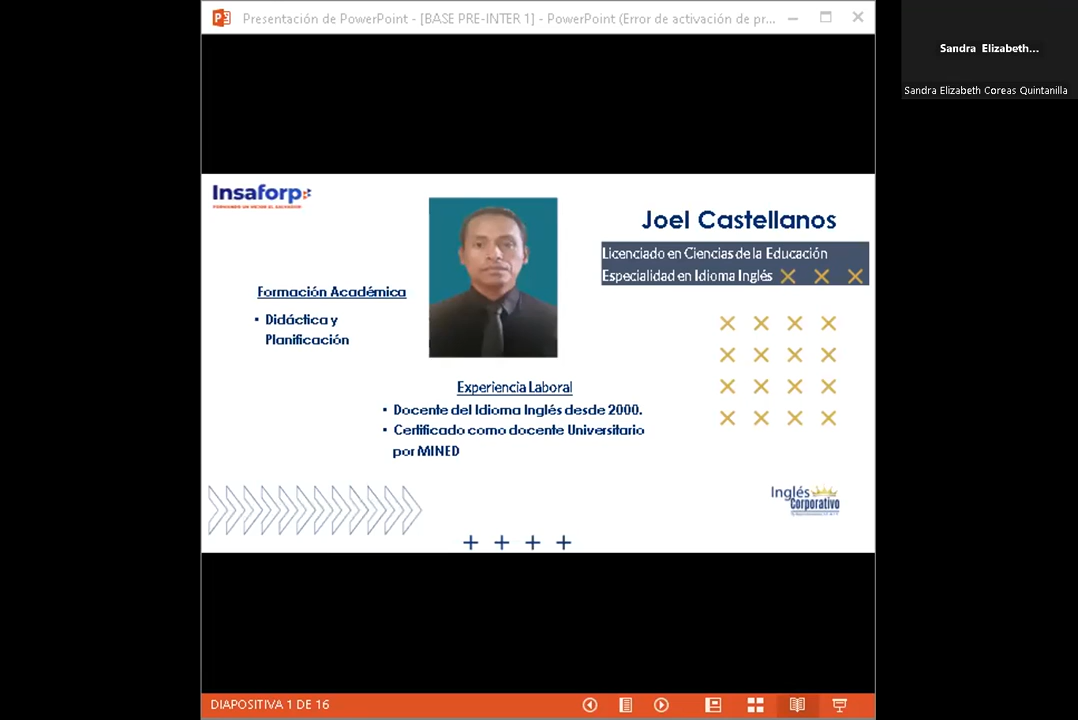 Presentación de PowerPoint - [BASE PRE-INTER 1] - PowerPoint (Error de activación de pr...
Sandra Elizabeth...
Sandra Elizabeth Coreas Quintanilla
Insaforp
Joel Castellanos
Licenciado en Ciencias de la Educación
Especialidad en Idioma Inglés
Formación Académica
• Didáctica y
Planificación
Experiencia Laboral
• Docente del Idioma Inglés desde 2000.
• Certificado como docente Universitario
por MINED
Inglés
Corporativo
DIAPOSITIVA 1 DE 16